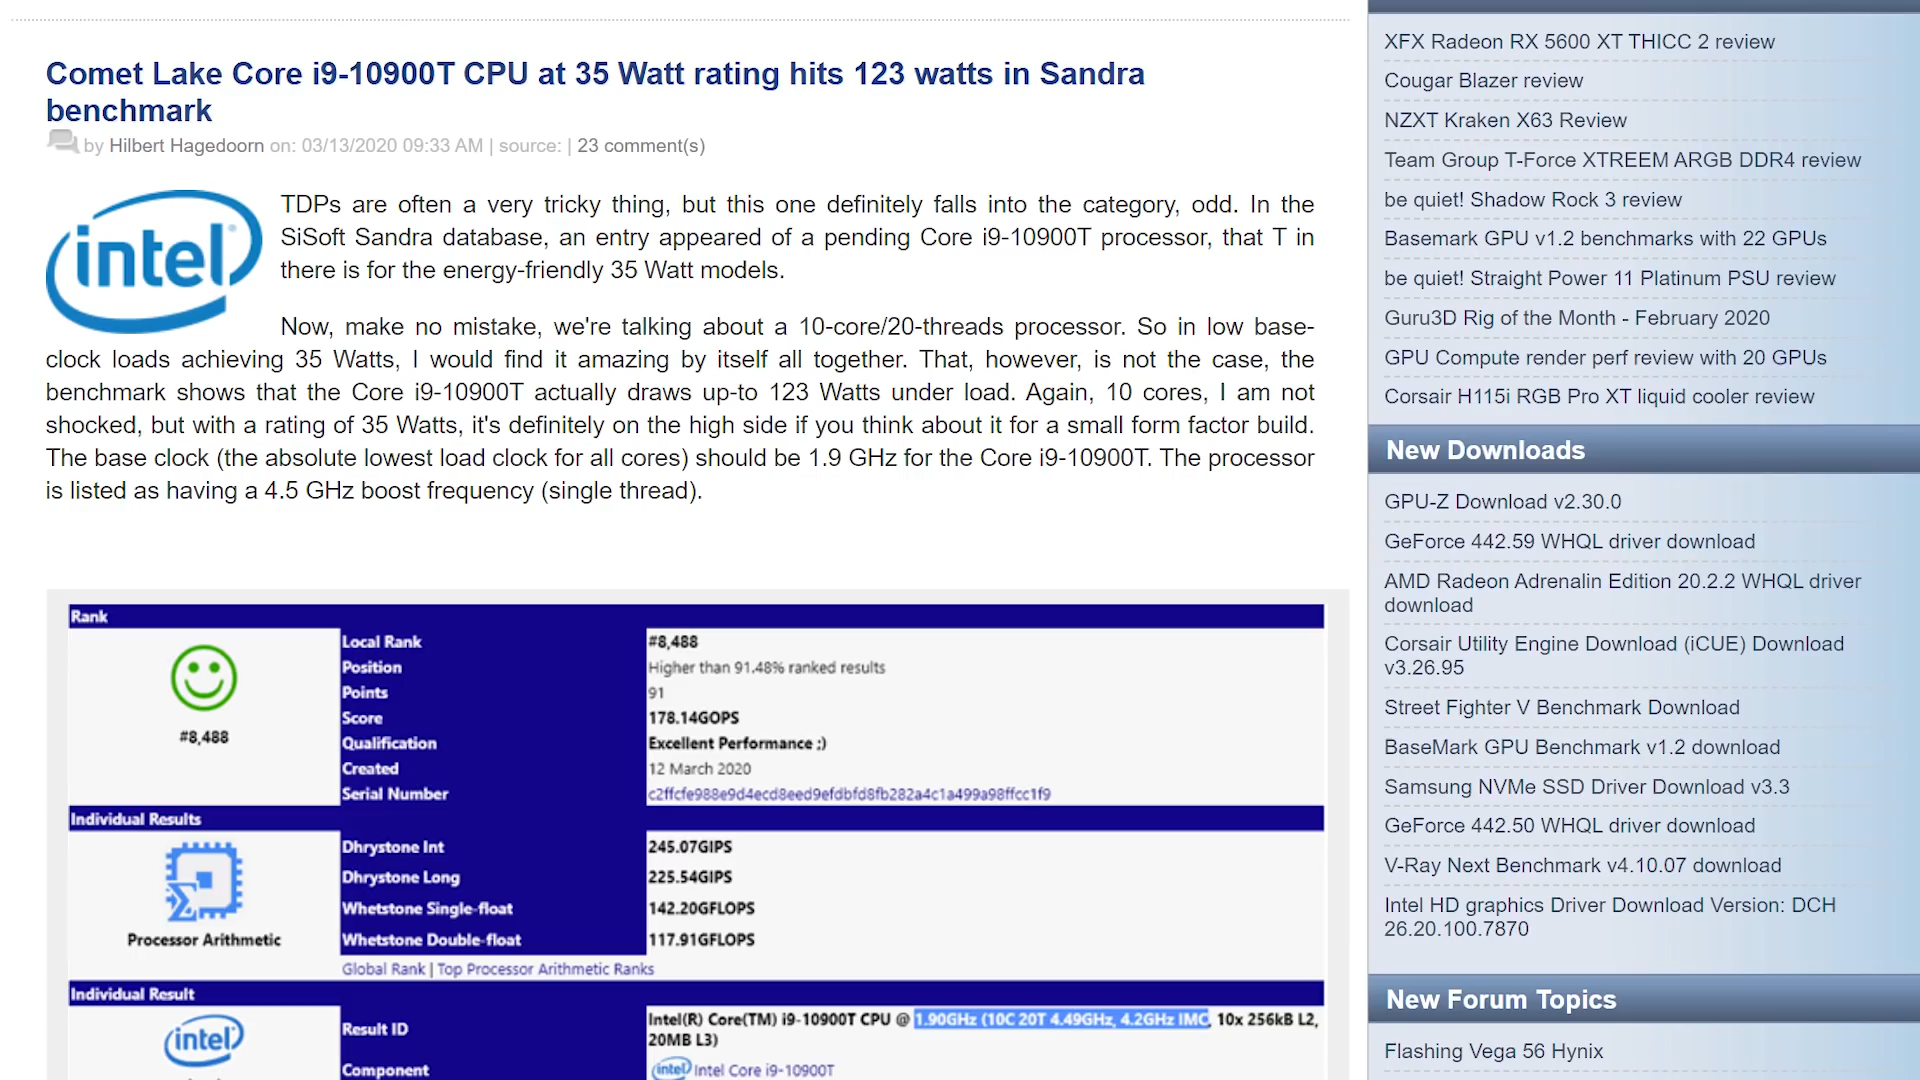 Comet Lake Core i9-10900T CPU at 35 Watt rating hits 123 watts in Sandra
benchmark
by Hilbert Hagedoorn on: 03/13/2020 09:33 AM | source: | 23 comment(s)
intel
TDPs are often a very tricky thing, but this one definitely falls into the category, odd. In the
SiSoft Sandra database, an entry appeared of a pending Core i9-10900T processor, that T in
there is for the energy-friendly 35 Watt models.
Now, make no mistake, we're talking about a 10-core/20-threads processor. So in low base-
clock loads achieving 35 Watts, I would find it amazing by itself all together. That, however, is not the case, the
benchmark shows that the Core i9-10900T actually draws up-to 123 Watts under load. Again, 10 cores, I am not
shocked, but with a rating of 35 Watts, it's definitely on the high side if you think about it for a small form factor build.
The base clock (the absolute lowest load clock for all cores) should be 1.9 GHz for the Core i9-10900T. The processor
is listed as having a 4.5 GHz boost frequency (single thread).
Rank
#8,488
Local Rank #8,488
Position Higher than 91.48% ranked results
Points 91
Score 178.14GOPS
Qualification Excellent Performance ;)
Created 12 March 2020
Serial Number c2ffcfe988e9d4ecd8eed9efdbfd8fb282a4c1a499a98ffcc1f9
Individual Results
Processor Arithmetic
Dhrystone Int 245.07GIPS
Dhrystone Long 225.54GIPS
Whetstone Single-float 142.20GFLOPS
Whetstone Double-float 117.91GFLOPS
Global Rank | Top Processor Arithmetic Ranks
Individual Result
intel
Result ID Intel(R) Core(TM) i9-10900T CPU @ 1.90GHz (10C 20T 4.49GHz, 4.2GHz IMC, 10x 256kB L2,
20MB L3)
Component intel Intel Core i9-10900T
XFX Radeon RX 5600 XT THICC 2 review
Cougar Blazer review
NZXT Kraken X63 Review
Team Group T-Force XTREEM ARGB DDR4 review
be quiet! Shadow Rock 3 review
Basemark GPU v1.2 benchmarks with 22 GPUs
be quiet! Straight Power 11 Platinum PSU review
Guru3D Rig of the Month - February 2020
GPU Compute render perf review with 20 GPUs
Corsair H115i RGB Pro XT liquid cooler review
New Downloads
GPU-Z Download v2.30.0
GeForce 442.59 WHQL driver download
AMD Radeon Adrenalin Edition 20.2.2 WHQL driver
download
Corsair Utility Engine Download (iCUE) Download
v3.26.95
Street Fighter V Benchmark Download
BaseMark GPU Benchmark v1.2 download
Samsung NVMe SSD Driver Download v3.3
GeForce 442.50 WHQL driver download
V-Ray Next Benchmark v4.10.07 download
Intel HD graphics Driver Download Version: DCH
26.20.100.7870
New Forum Topics
Flashing Vega 56 Hynix